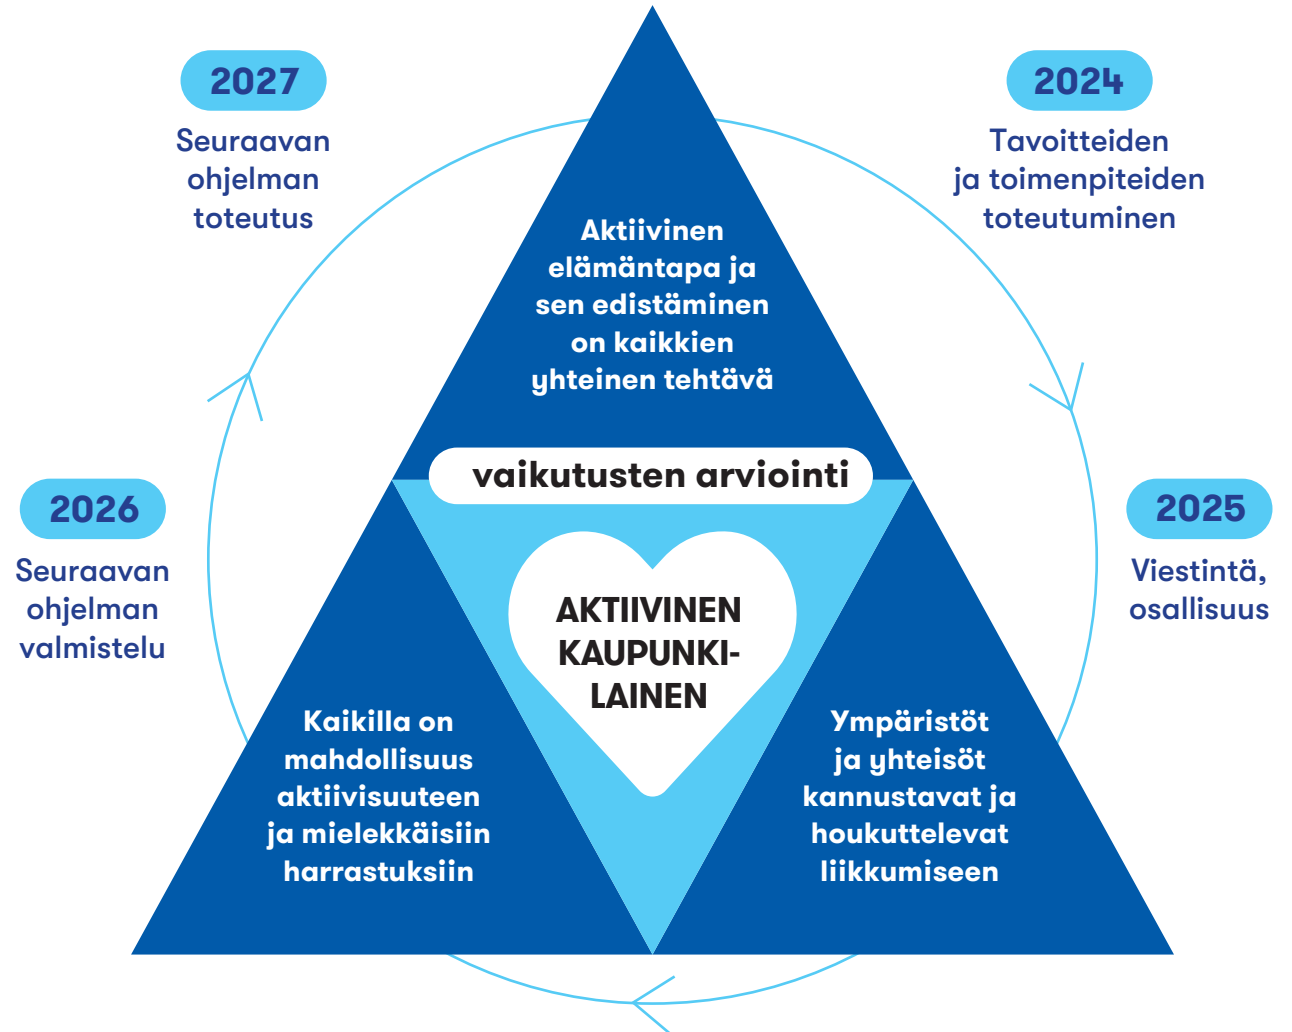 2027
Seuraavan
ohjelman
toteutus
2024
Tavoitteiden
ja toimenpiteiden
toteutuminen
Aktiivinen
elämäntapa ja
sen edistäminen
on kaikkien
yhteinen tehtävä
vaikutusten arviointi
2026
Seuraavan
ohjelman
valmistelu
2025
Viestintä,
osallisuus
AKTIIVINEN
KAUPUNKI-
LAINEN
Kaikilla on
mahdollisuus
aktiivisuuteen
ja mielekkäisiin
harrastuksiin
Ympäristöt
ja yhteisöt
kannustavat ja
houkuttelevat
liikkumiseen